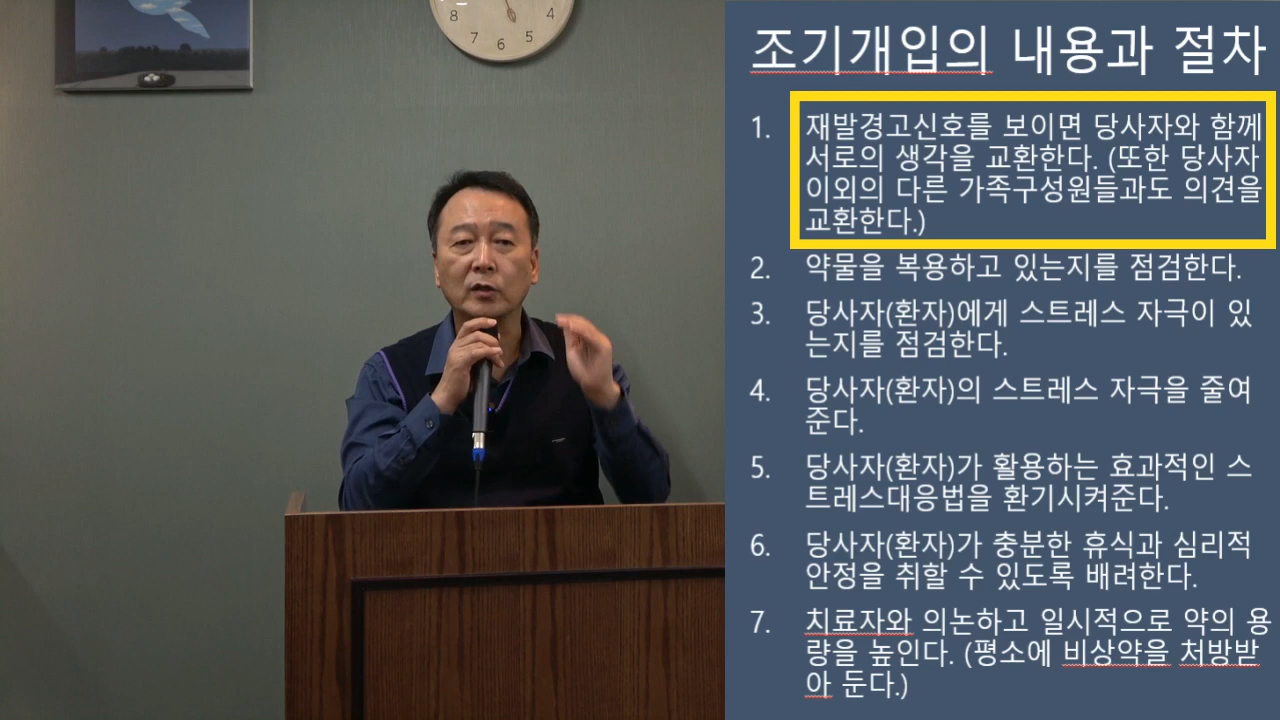 8
7
6
5
4
조기개입의 내용과 절차
1. 재발경고신호를 보이면 당사자와 함께
서로의 생각을 교환한다. (또한 당사자
이외의 다른 가족구성원들과도 의견을
교환한다.)
2. 약물을 복용하고 있는지를 점검한다.
3. 당사자(환자)에게 스트레스 자극이 있
는지를 점검한다.
4. 당사자(환자)의 스트레스 자극을 줄여
준다.
5. 당사자(환자)가 활용하는 효과적인 스
트레스대응법을 환기시켜준다.
6. 당사자(환자)가 충분한 휴식과 심리적
안정을 취할 수 있도록 배려한다.
7. 치료자와 의논하고 일시적으로 약의 용
량을 높인다. (평소에 비상약을 처방받
아 둔다.)